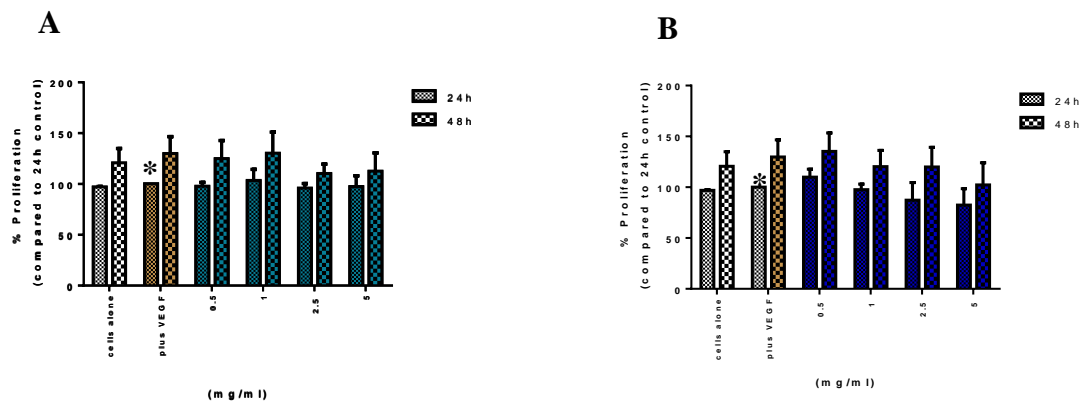 A
% Proliferation
(compared to 24h control)
200
150
100
50
0
*
24h
48h
cells alone
plus VEGF
0.5
1
2.5
5
(mg/ml)
B
% Proliferation
(compared to 24h control)
200
150
100
50
0
*
24h
48h
cells alone
plus VEGF
0.5
1
2.5
5
(mg/ml)